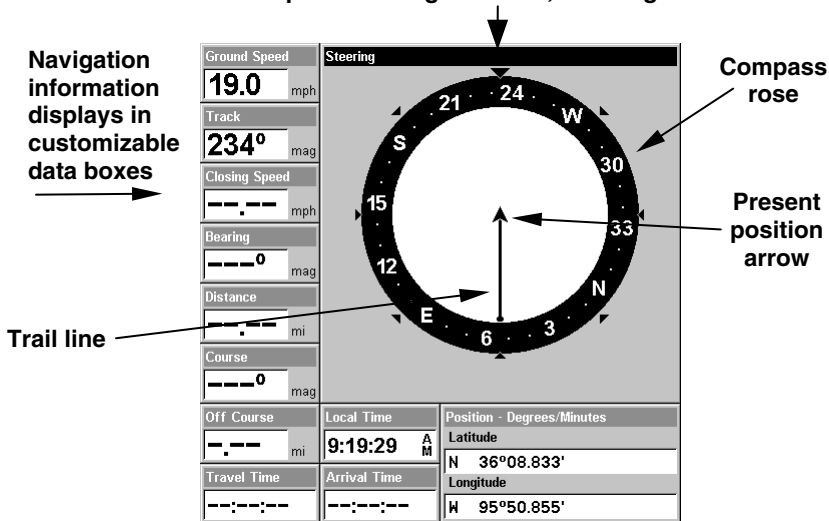 Navigation
information
displays in
customizable
data boxes
Trail line
Ground Speed
19.0 mph
Track
234° mag
Closing Speed
--.-- mph
Bearing
---° mag
Distance
--.-- mi
Course
---° mag
Off Course
-.-- mi
Travel Time
--:--:--
Steering
24
W
30
33
N
3
6
E
12
15
S
21
Compass
rose
Present
position
arrow
Local Time
9:19:29 AM
Arrival Time
--:--:--
Position - Degrees/Minutes
Latitude
N 36°08.833'
Longitude
W 95°50.855'